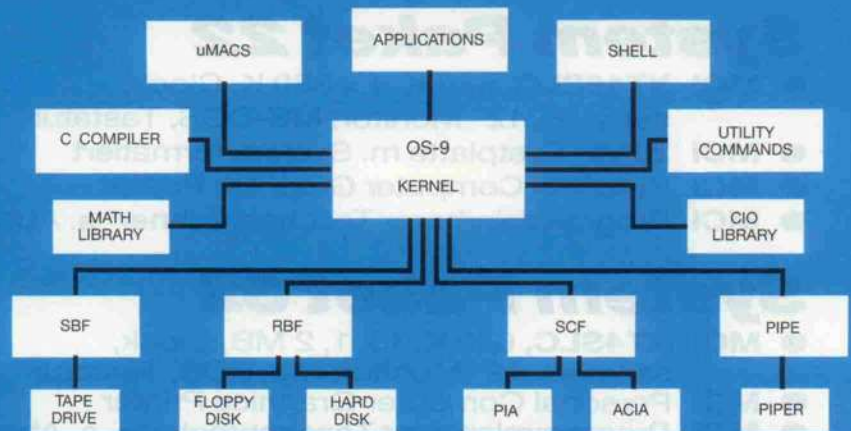 uMACS
APPLICATIONS
SHELL
C COMPILER
OS-9
KERNEL
UTILITY
COMMANDS
MATH
LIBRARY
CIO
LIBRARY
SBF
RBF
SCF
PIPE
TAPE
DRIVE
FLOPPY
DISK
HARD
DISK
PIA
ACIA
PIPER